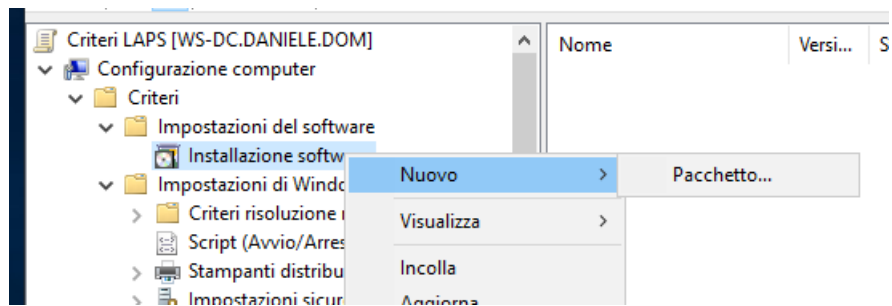 Criteri LAPS [WS-DC.DANIELE.DOM]
Configurazione computer
Criteri
Impostazioni del software
Installazione softw
Impostazioni di Windo
Criteri risoluzione
Script (Avvio/Arres
Stampanti distribu
Impostazioni sicur
Nome Versi... S
Nuovo
Pacchetto...
Visualizza
Incolla
Aggiorna